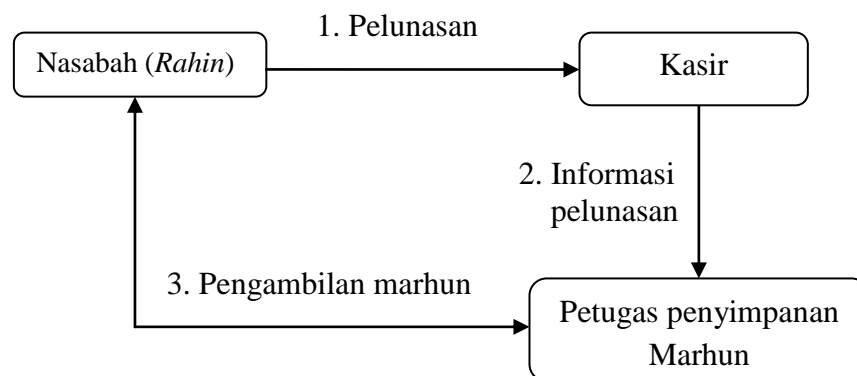 1. Pelunasan
Nasabah (Rahin)
Kasir
2. Informasi
pelunasan
3. Pengambilan marhun
Petugas penyimpanan
Marhun